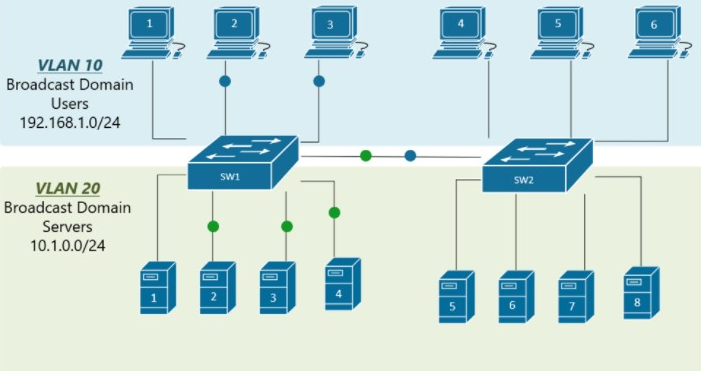 1
2
3
4
5
6
VLAN 10
Broadcast Domain
Users
192.168.1.0/24
SW1
SW2
VLAN 20
Broadcast Domain
Servers
10.1.0.0/24
1
2
3
4
5
6
7
8